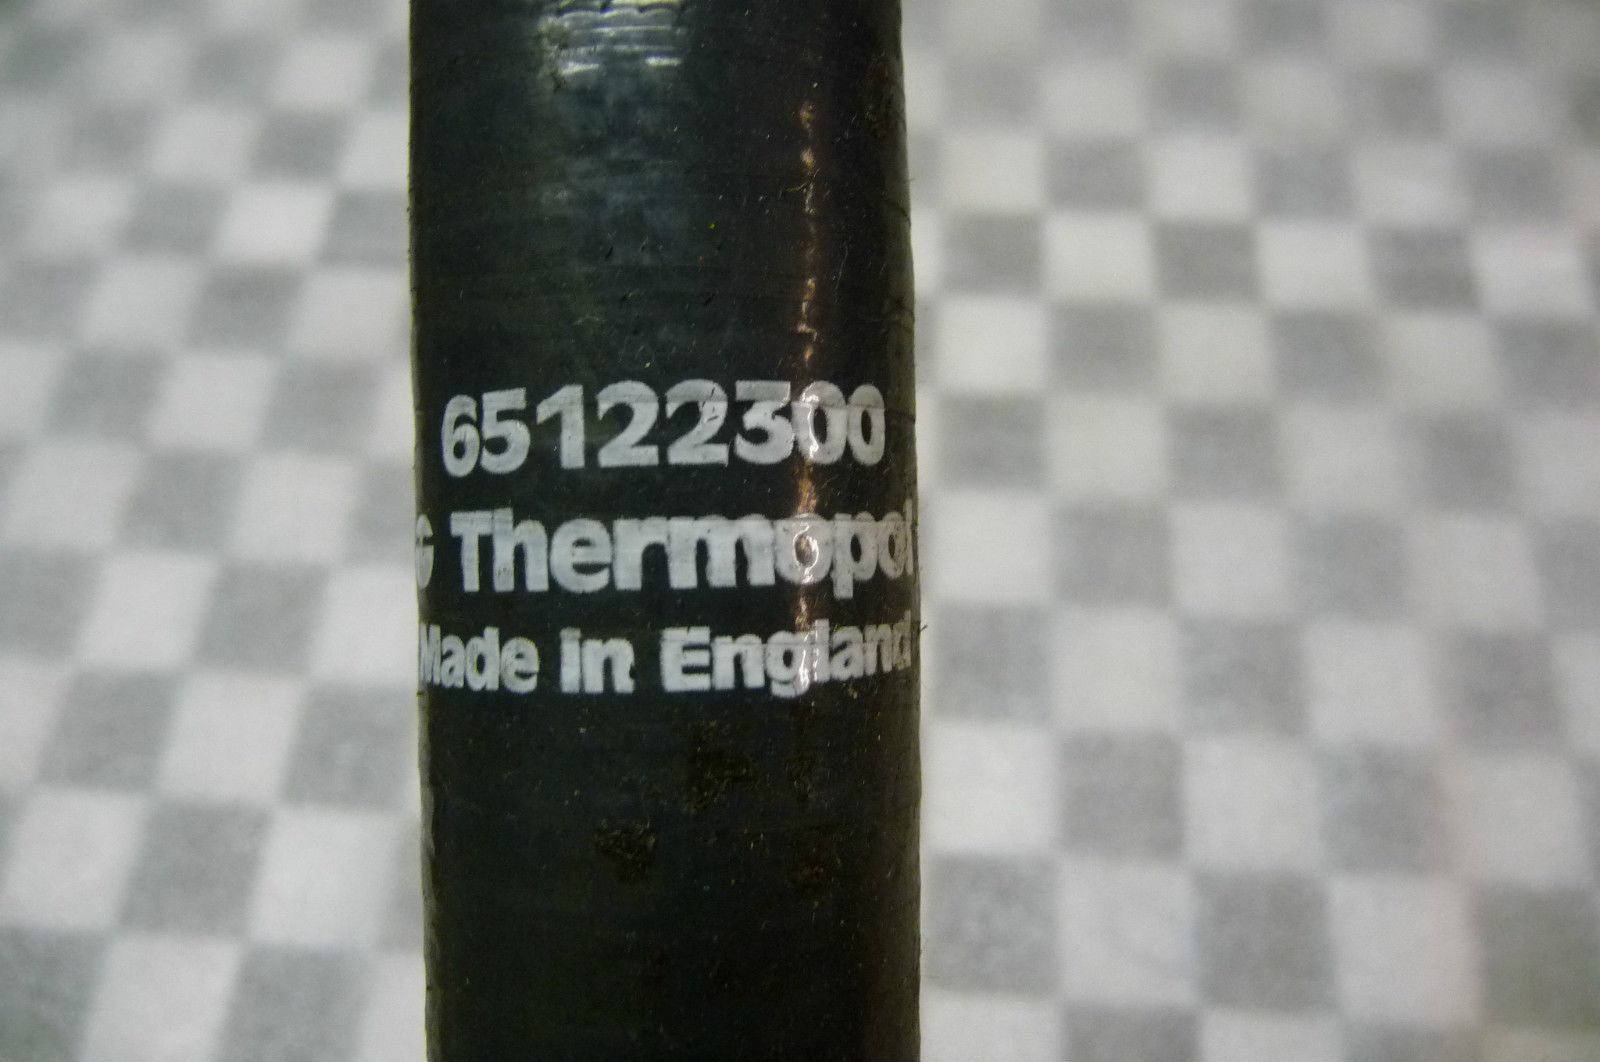 65122300
G Thermopol
Made in England